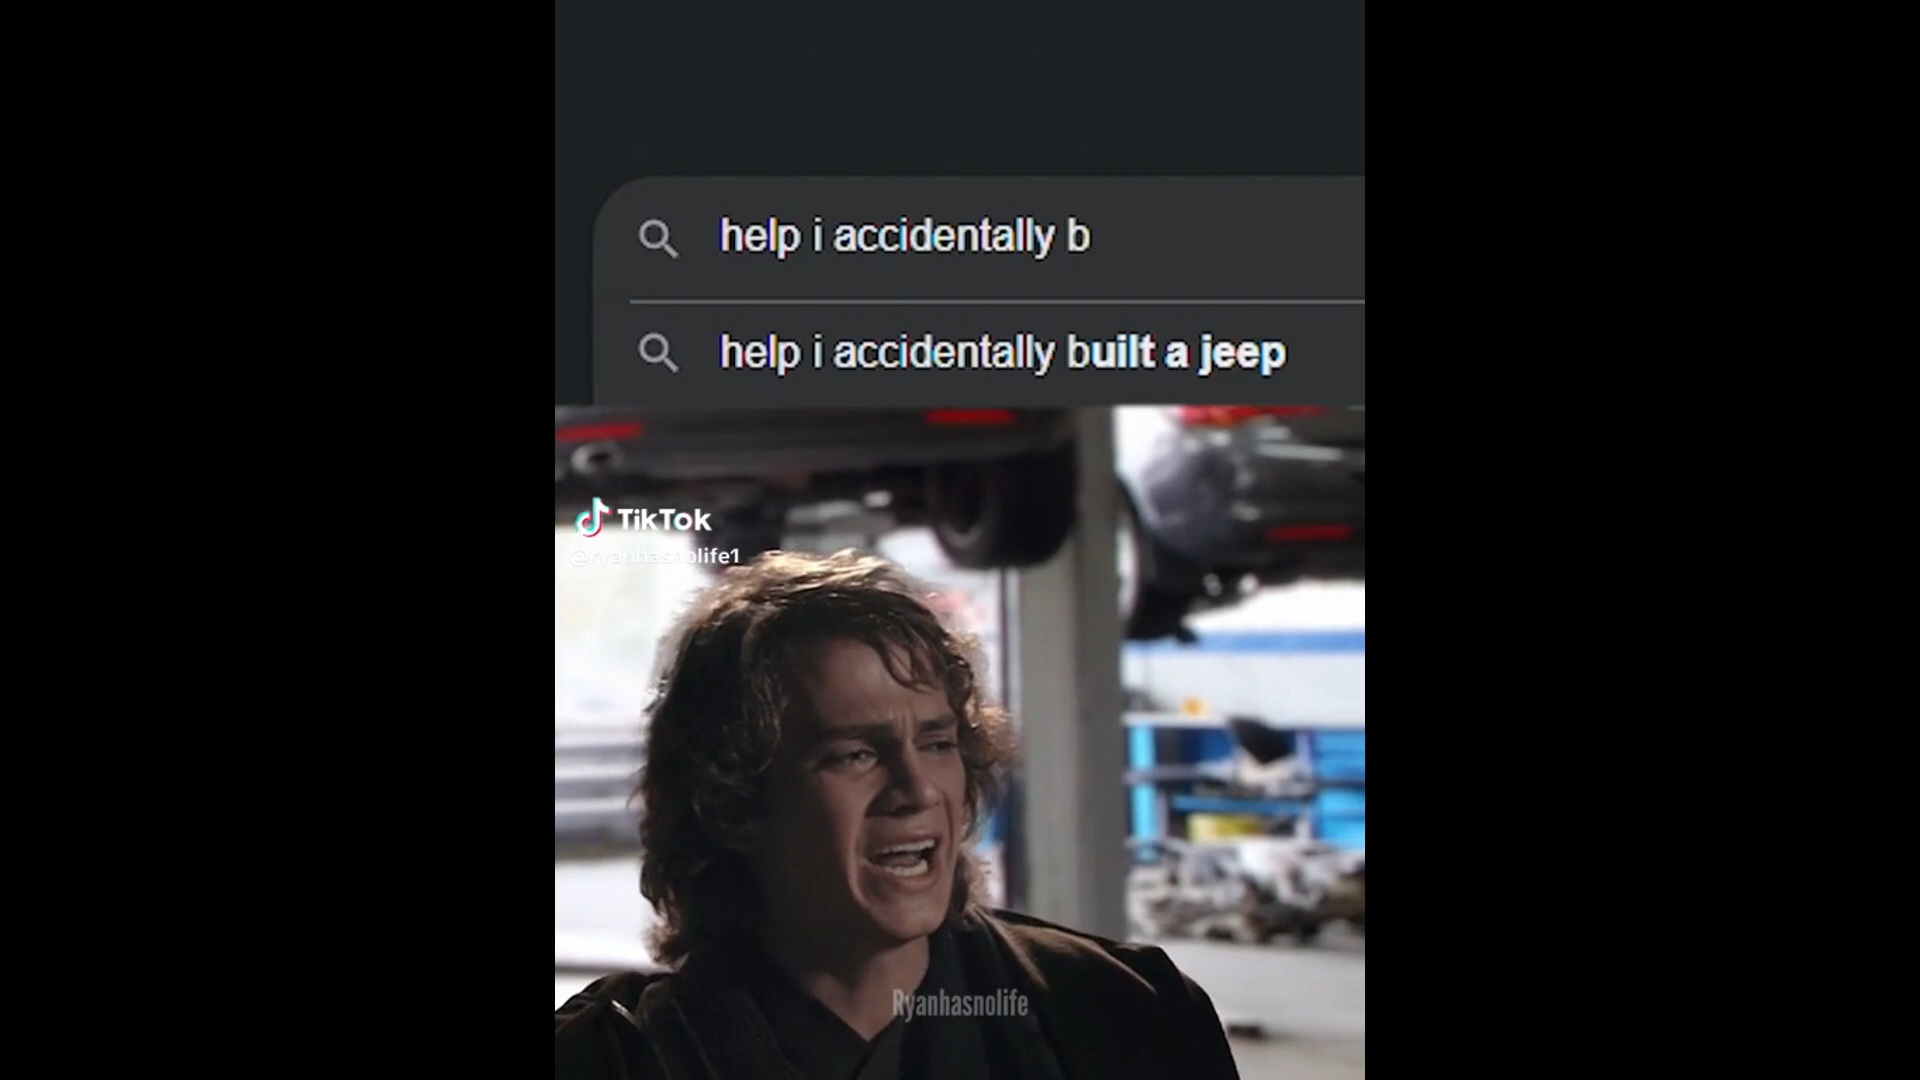 help i accidentally b
help i accidentally built a jeep
TikTok
@ryanhasnolife1
Ryanhasnolife